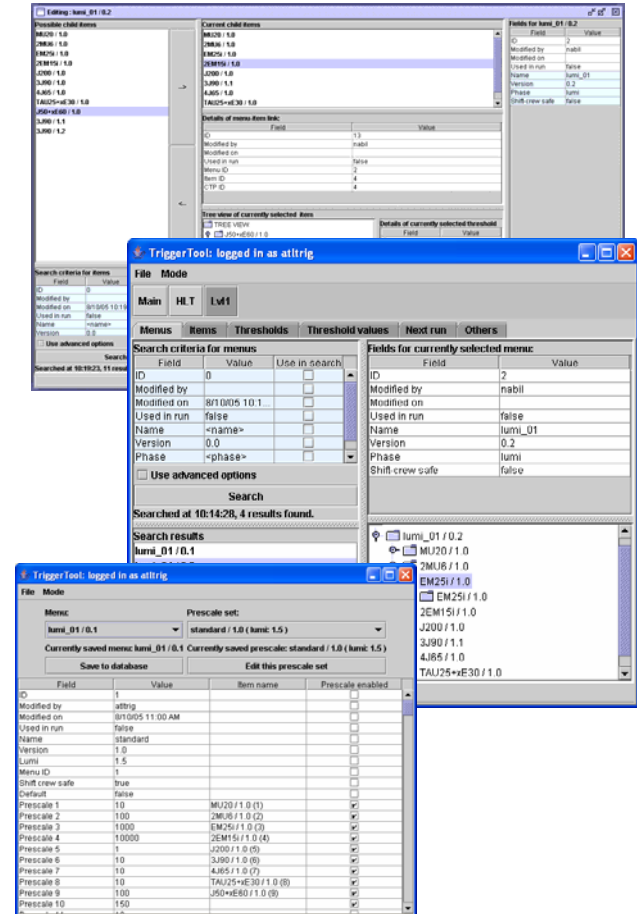 Editing : lumi_01 / 0.2
Possible child items
MU20 / 1.0
2MU6 / 1.0
EM25i / 1.0
2EM15i / 1.0
J200 / 1.0
3J90 / 1.0
4J65 / 1.0
TAU25+xE30 / 1.0
J50+xE60 / 1.0
3J90 / 1.1
3J90 / 1.2
->
<-
Current child items
MU20 / 1.0
2MU6 / 1.0
EM25i / 1.0
2EM15i / 1.0
J200 / 1.0
3J90 / 1.1
4J65 / 1.0
TAU25+xE30 / 1.0
Details of menu-item link:
Field Value
ID 13
Modified by nabil
Modified on
Used in run false
Menu ID 2
Item ID 4
CTP ID 4
Tree view of currently selected item
TREE VIEW
J50+xE60 / 1.0
Details of currently selected threshold
Field Value
Fields for lumi_01 / 0.2
Field Value
ID 2
Modified by nabil
Modified on
Used in run false
Name lumi_01
Version 0.2
Phase lumi
Shift-crew safe false
Search criteria for items
Field Value
ID 0
Modified by
Modified on 8/10/05 10:19
Used in run false
Name <name>
Version 0.0
Use advanced options
Search
Searched at 10:19:23, 11 resul
TriggerTool: logged in as atltrig
File Mode
Main HLT Lvl1
Menus Items Thresholds Threshold values Next run Others
Search criteria for menus
Field Value Use in search
ID 0
Modified by
Modified on 8/10/05 10:1...
Used in run false
Name <name>
Version 0.0
Phase <phase>
Use advanced options
Search
Searched at 10:14:28, 4 results found.
Search results
lumi_01 / 0.1
Fields for currently selected menu:
Field Value
ID 2
Modified by nabil
Modified on
Used in run false
Name lumi_01
Version 0.2
Phase lumi
Shift-crew safe false
lumi_01 / 0.2
MU20 / 1.0
2MU6 / 1.0
EM25i / 1.0
EM25i / 1.0
2EM15i / 1.0
J200 / 1.0
3J90 / 1.1
4J65 / 1.0
TAU25+xE30 / 1.0
TriggerTool: logged in as atltrig
File Mode
Menu: Prescale set:
lumi_01 / 0.1 standard / 1.0 ( lumi: 1.5 )
Currently saved menu: lumi_01 / 0.1 Currently saved prescale: standard / 1.0 ( lumi: 1.5 )
Save to database Edit this prescale set
Field Value Item name Prescale enabled
ID 1
Modified by atltrig
Modified on 8/10/05 11:00 AM
Used in run false
Name standard
Version 1.0
Lumi 1.5
Menu ID 1
Shift crew safe true
Default false
Prescale 1 10 MU20 / 1.0 (1)
Prescale 2 100 2MU6 / 1.0 (2)
Prescale 3 1000 EM25i / 1.0 (3)
Prescale 4 10000 2EM15i / 1.0 (4)
Prescale 5 1 J200 / 1.0 (5)
Prescale 6 10 3J90 / 1.0 (6)
Prescale 7 10 4J65 / 1.0 (7)
Prescale 8 10 TAU25+xE30 / 1.0 (8)
Prescale 9 100 J50+xE60 / 1.0 (9)
Prescale 10 150